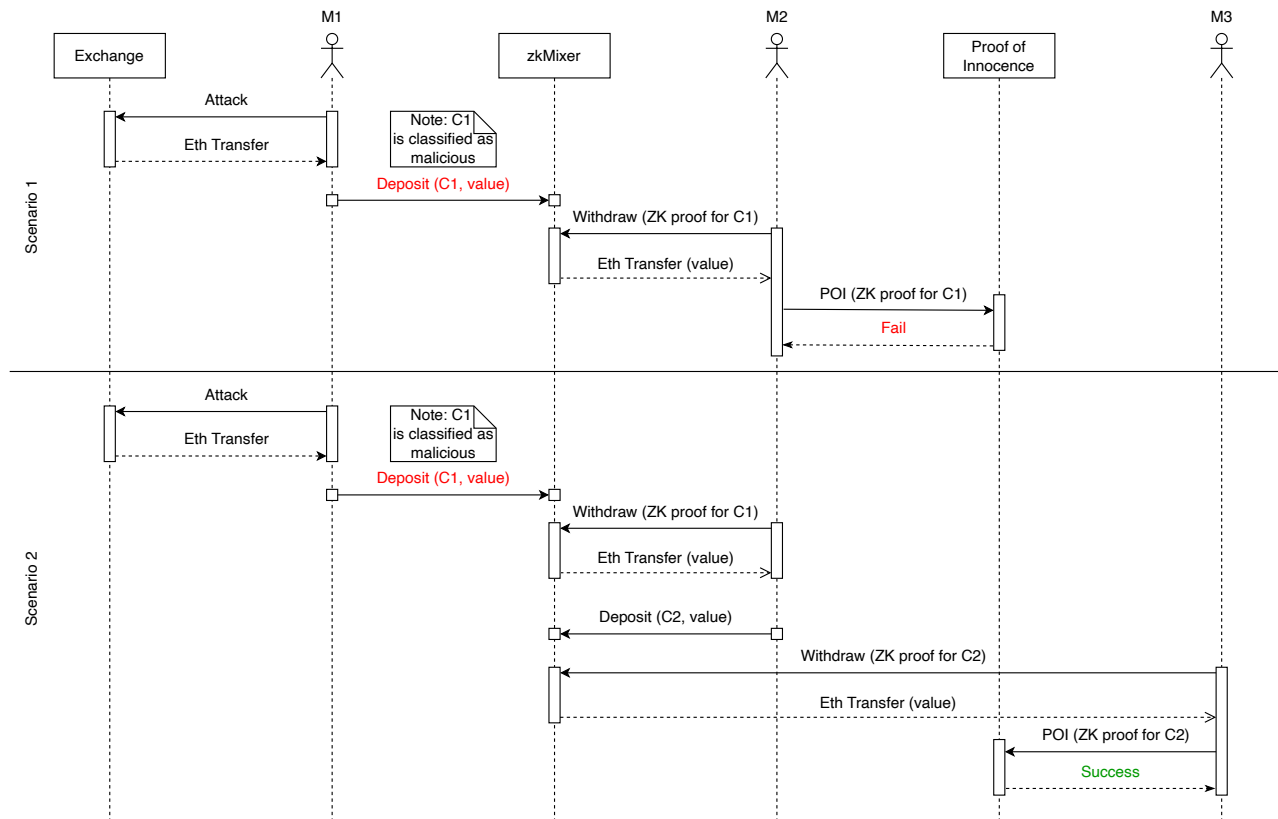 M1
M2
M3
Exchange
zkMixer
Proof of
Innocence
Scenario 1
Attack
Eth Transfer
Note: C1
is classified as
malicious
Deposit (C1, value)
Withdraw (ZK proof for C1)
Eth Transfer (value)
POI (ZK proof for C1)
Fail
Scenario 2
Attack
Eth Transfer
Note: C1
is classified as
malicious
Deposit (C1, value)
Withdraw (ZK proof for C1)
Eth Transfer (value)
Deposit (C2, value)
Withdraw (ZK proof for C2)
Eth Transfer (value)
POI (ZK proof for C2)
Success